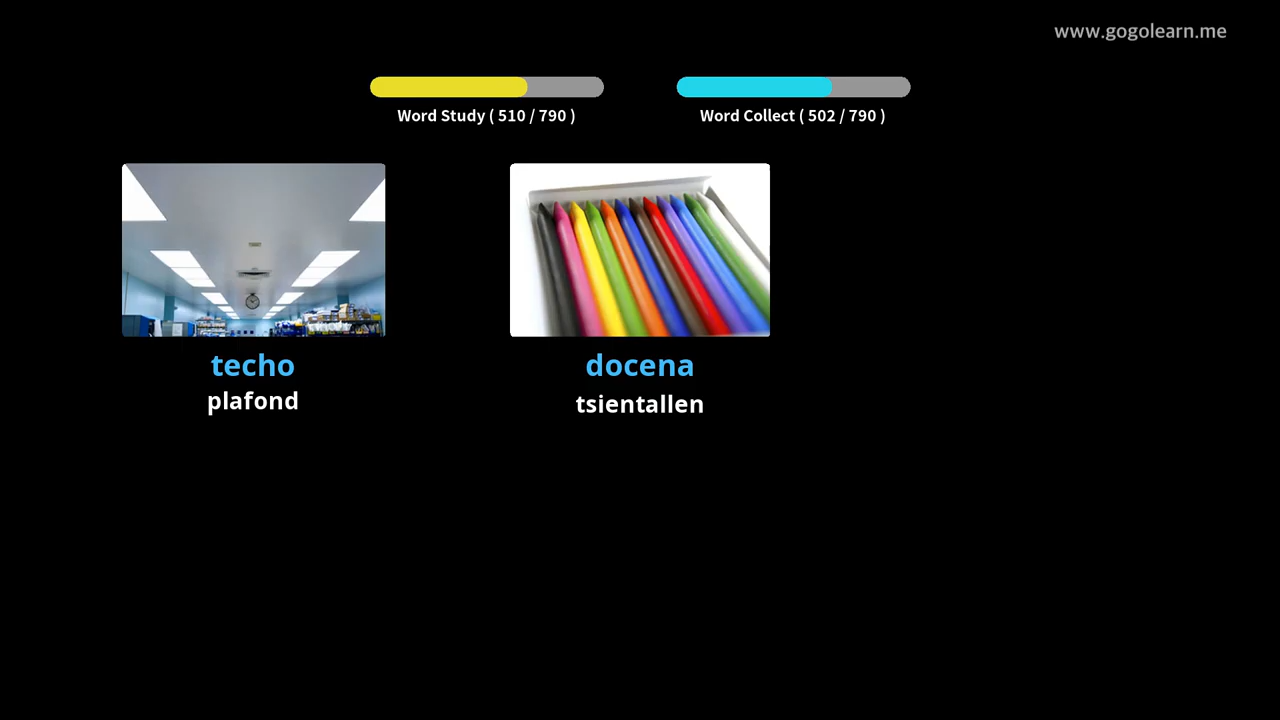 www.gogolearn.me
Word Study ( 510 / 790 )
Word Collect ( 502 / 790 )
techo
plafond
docena
tsientallen